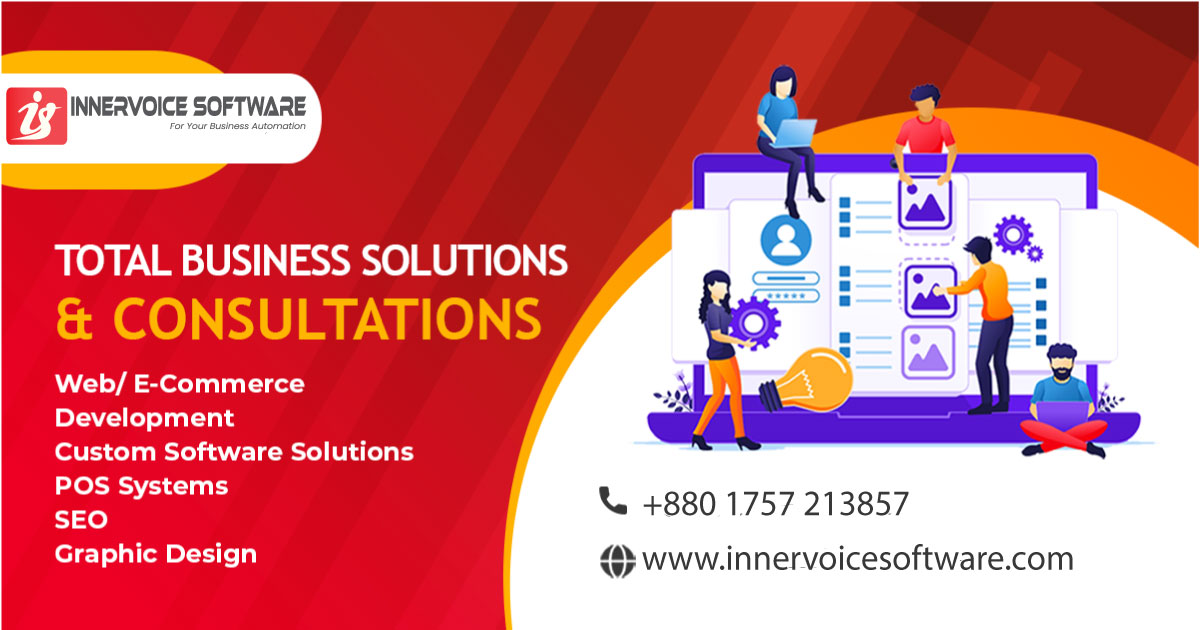 is
INNERVOICE SOFTWARE
For Your Business Automation
TOTAL BUSINESS SOLUTIONS
& CONSULTATIONS
Web/ E-Commerce
Development
Custom Software Solutions
POS Systems
SEO
Graphic Design
+880 1757 213857
www.innervoicesoftware.com